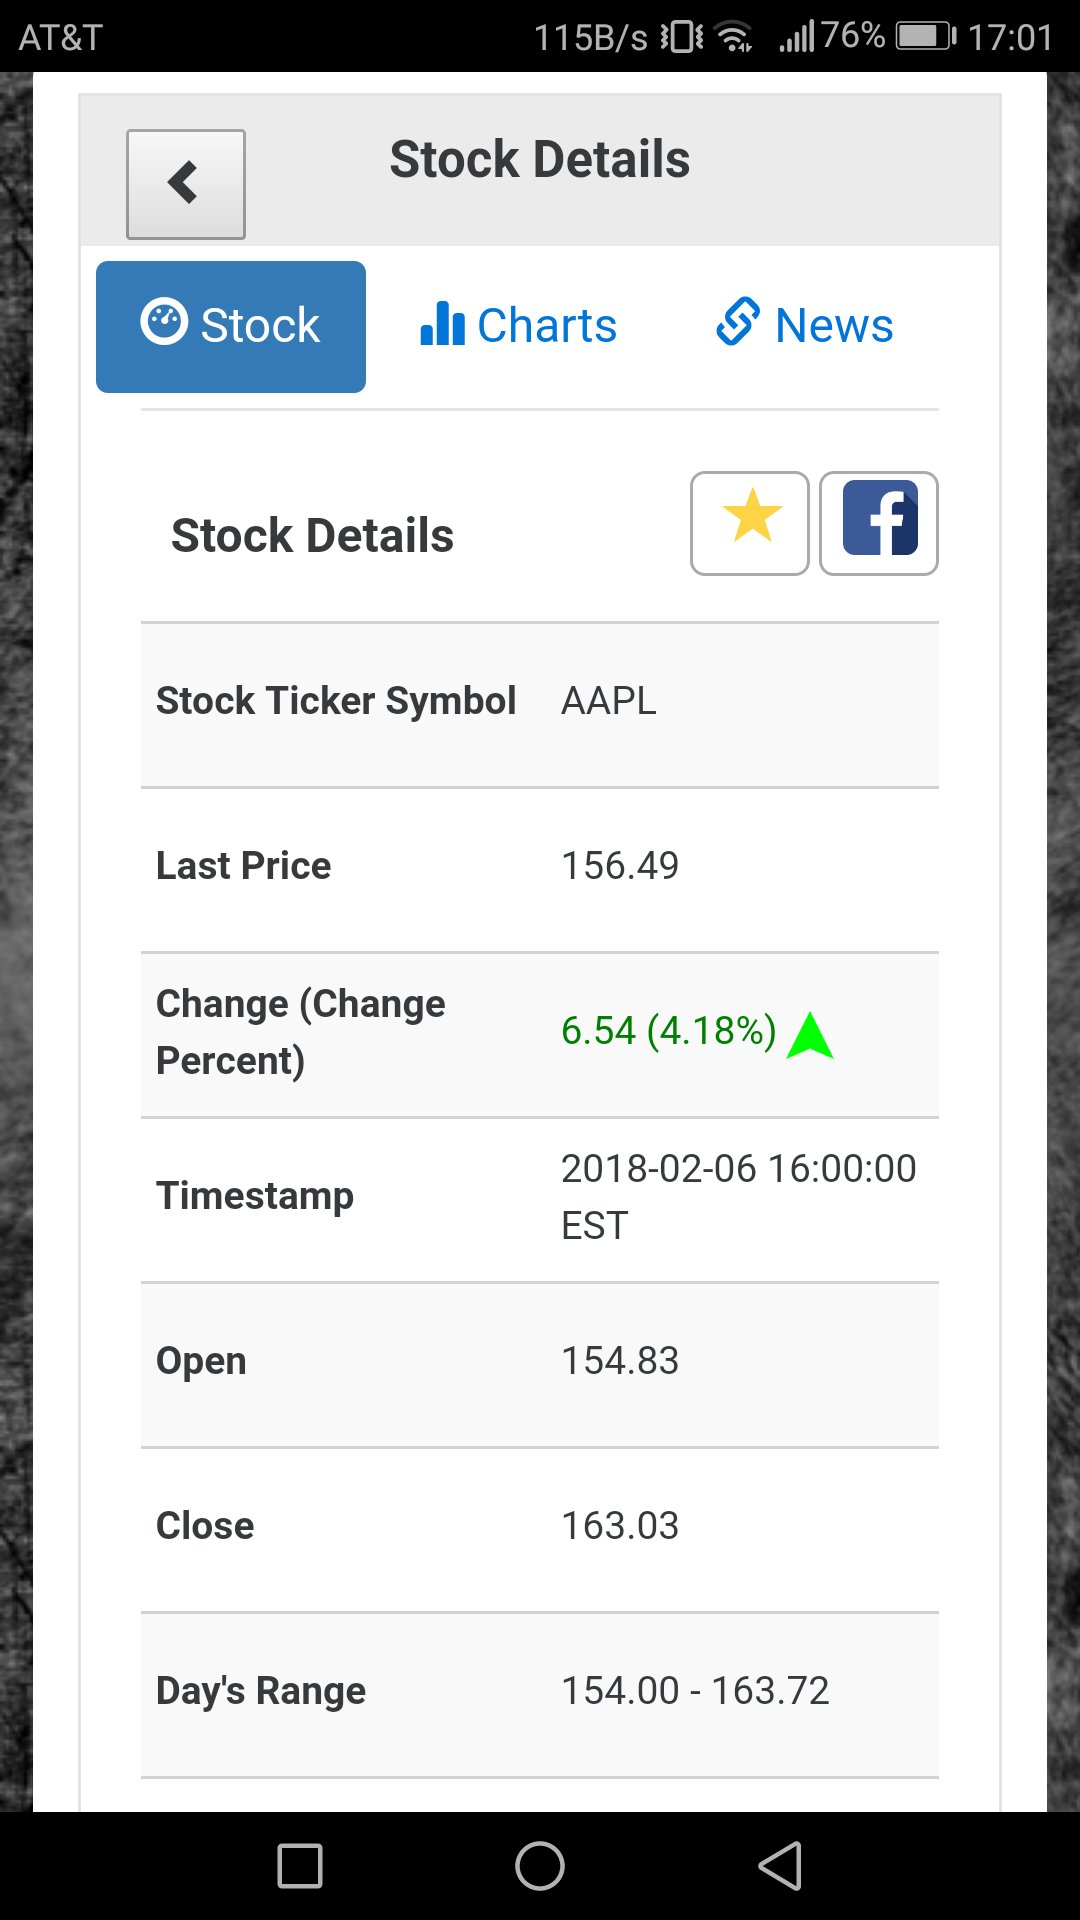 AT&T 115B/s 76% 17:01
Stock Details
Stock Charts News
Stock Details
Stock Ticker Symbol AAPL
Last Price 156.49
Change (Change
Percent) 6.54 (4.18%)
Timestamp 2018-02-06 16:00:00
EST
Open 154.83
Close 163.03
Day's Range 154.00 - 163.72